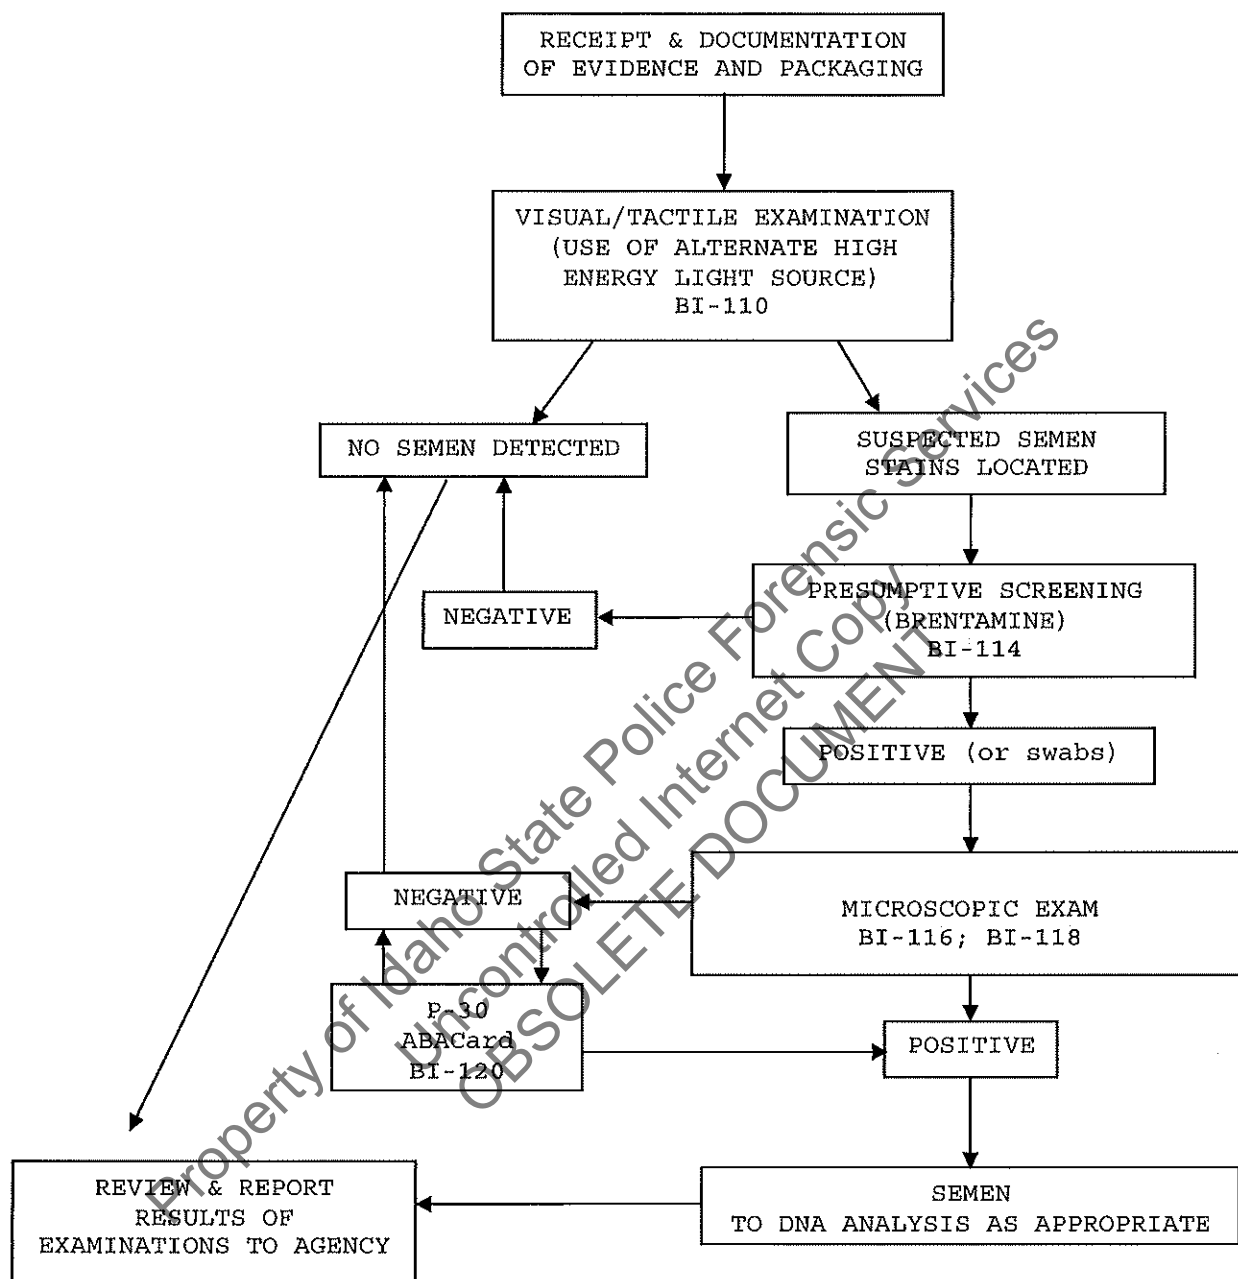 RECEIPT & DOCUMENTATION
OF EVIDENCE AND PACKAGING
VISUAL/TACTILE EXAMINATION
(USE OF ALTERNATE HIGH
ENERGY LIGHT SOURCE)
BI-110
NO SEMEN DETECTED
SUSPECTED SEMEN
STAINS LOCATED
NEGATIVE
PRESUMPTIVE SCREENING
(BRENTAMINE)
BI-114
POSITIVE (or swabs)
NEGATIVE
MICROSCOPIC EXAM
BI-116; BI-118
P-30
ABACard
BI-120
POSITIVE
REVIEW & REPORT
RESULTS OF
EXAMINATIONS TO AGENCY
SEMEN
TO DNA ANALYSIS AS APPROPRIATE
Property of Idaho State Police Forensic Services
Uncontrolled Internet Copy
OBSOLETE DOCUMENT